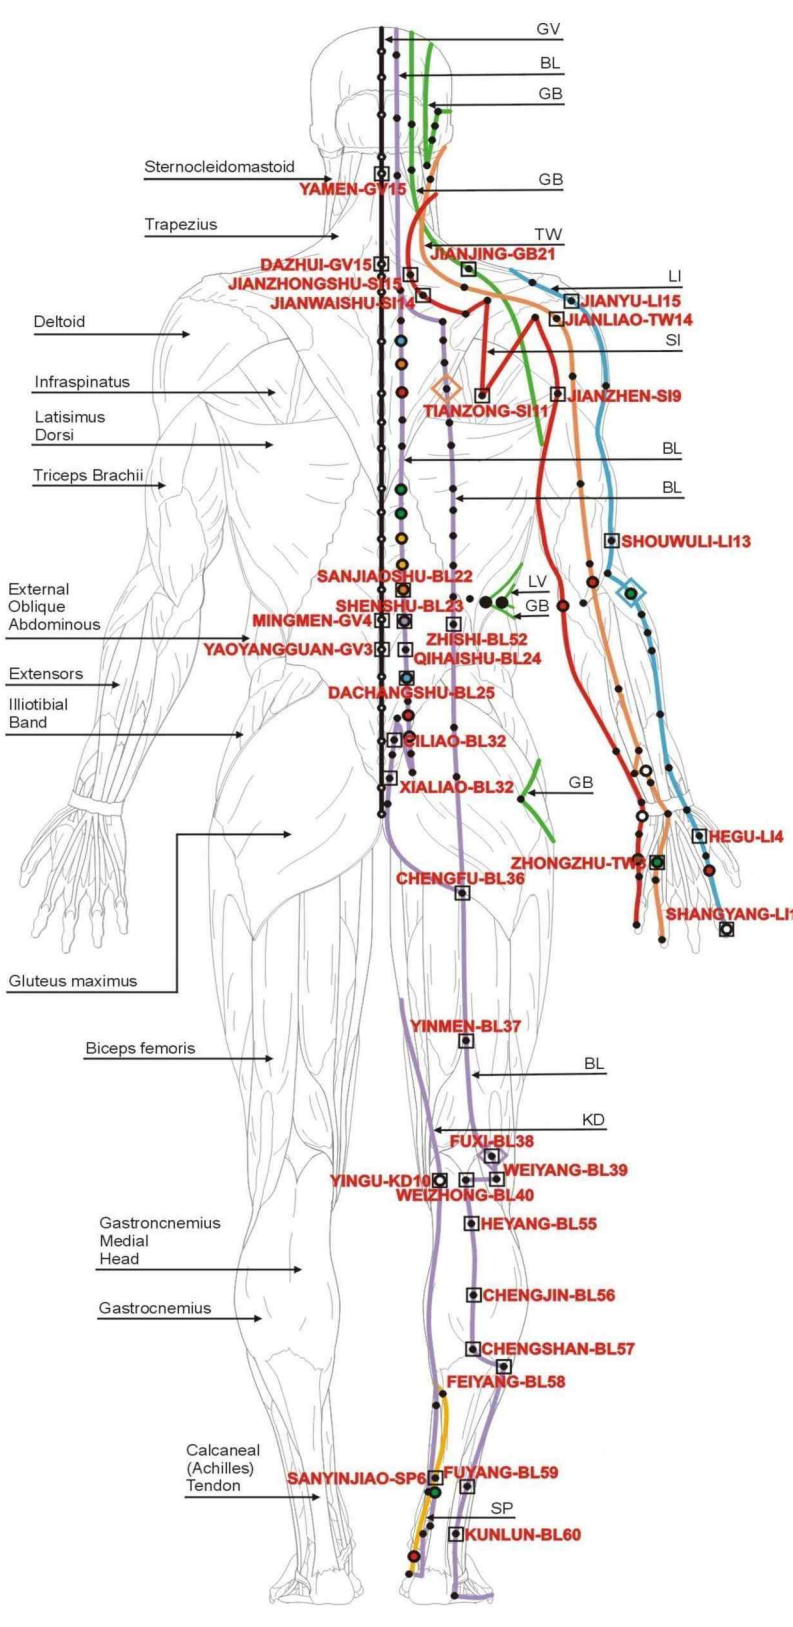 GV
BL
GB
Sternocleidomastoid
GB
YAMEN-GV15
Trapezius
TW
JIANJING-GB21
DAZHUI-GV15
LI
JIANZHONGSHU-SI15
JIANWAISHU-SI14
JIANYU-LI15
Deltoid
JIANLIAO-TW14
SI
Infraspinatus
JIANZHEN-SI9
TIANZONG-SI11
Latisimus
Dorsi
BL
Triceps Brachii
BL
SHOUWULI-LI13
SANJIAOSHU-BL22
LV
External
Oblique
Abdominous
SHENSHU-BL23
GB
MINGMEN-GV4
ZHISHI-BL52
YAOYANGGUAN-GV3
QIHAISHU-BL24
Extensors
DACHANGSHU-BL25
Illiotibial
Band
CILIAO-BL32
XIALIAO-BL32
GB
HEGU-LI4
ZHONGZHU-TW3
CHENGFU-BL36
SHANGYANG-LI1
Gluteus maximus
YINMEN-BL37
Biceps femoris
BL
KD
FUXI-BL38
WEIYANG-BL39
YINGU-KD10
WEIZHONG-BL40
Gastroncnemius
Medial
Head
HEYANG-BL55
CHENGJIN-BL56
Gastrocnemius
CHENGSHAN-BL57
FEIYANG-BL58
Calcaneal
(Achilles)
Tendon
SANYINJIAO-SP6
FUYANG-BL59
SP
KUNLUN-BL60